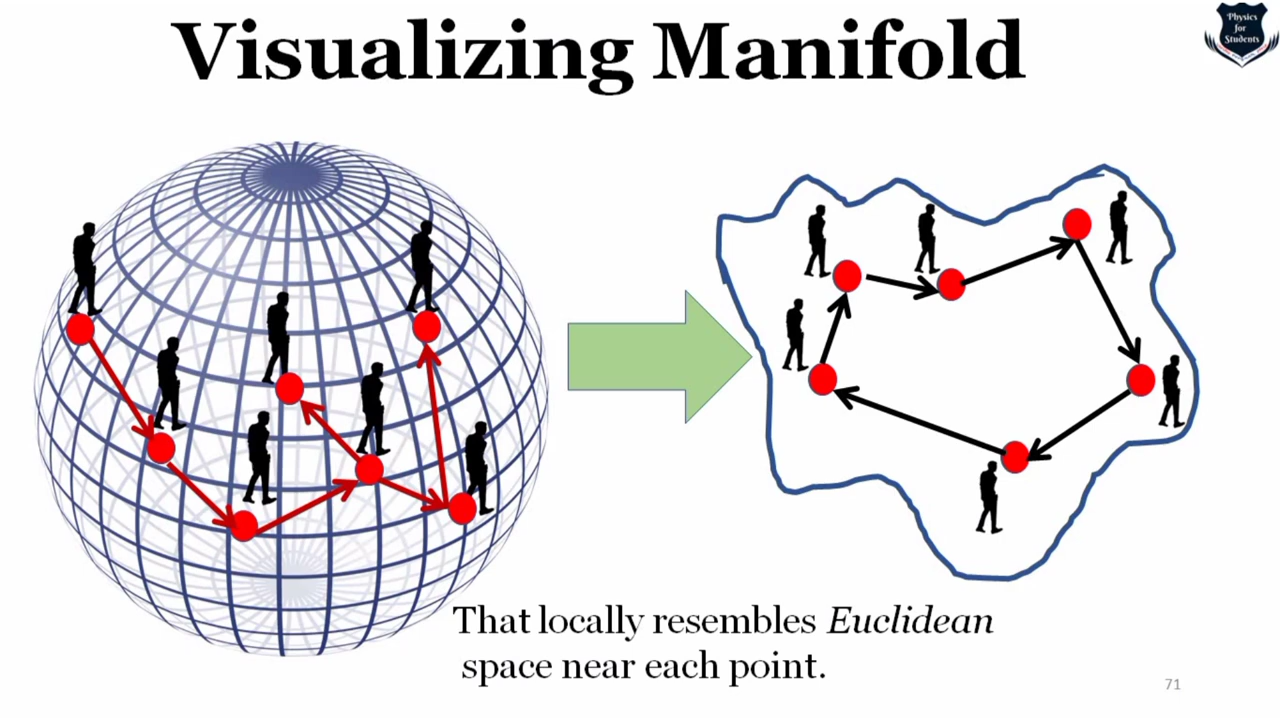 Visualizing Manifold
Physics
for
Students
That locally resembles Euclidean
space near each point.
71